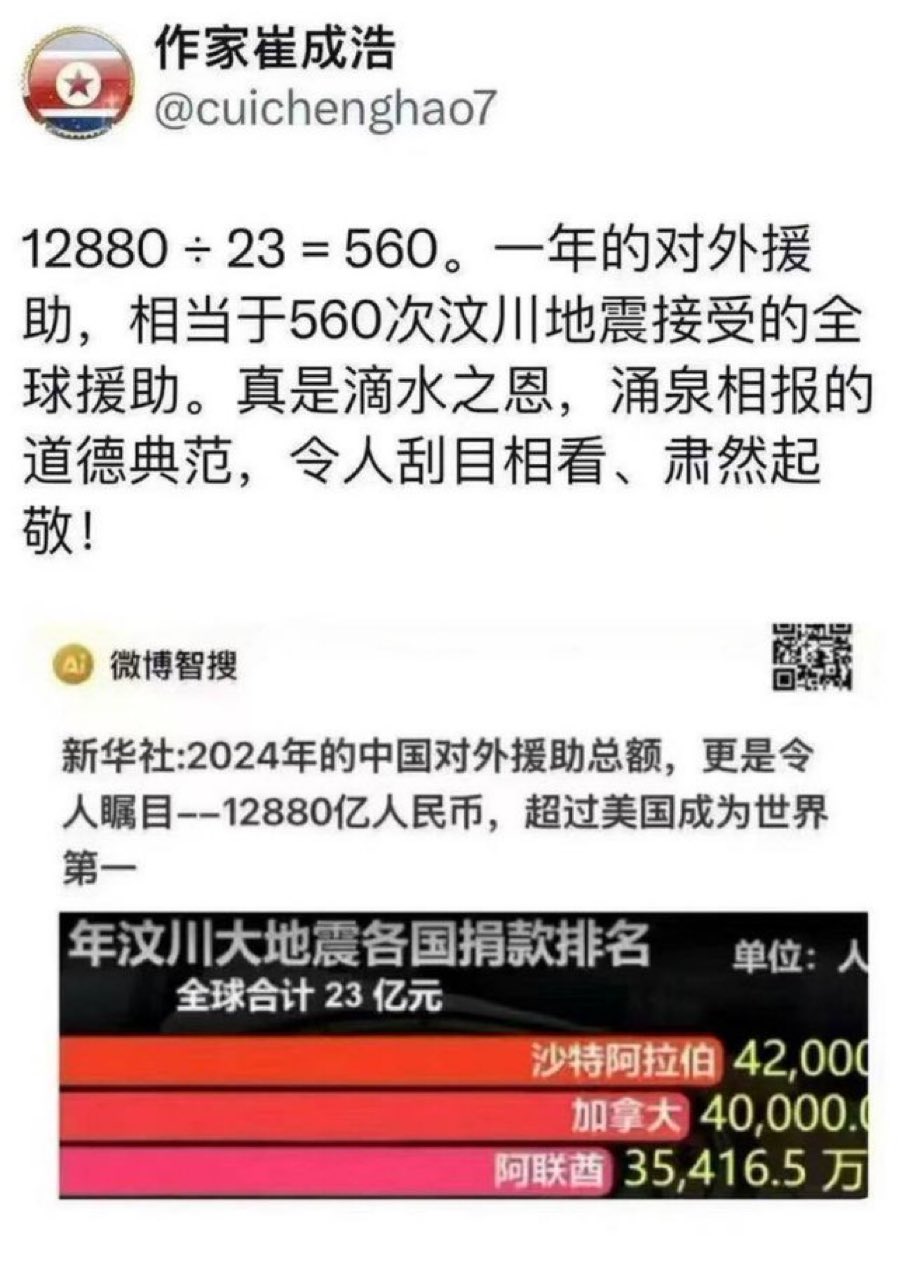 作家崔成浩
@cuichenghao7
12880 ÷ 23 = 560。一年的对外援
助，相当于560次汶川地震接受的全
球援助。真是滴水之恩，涌泉相报的
道德典范，令人刮目相看、肃然起
敬！
Ai 微博智搜
新华社:2024年的中国对外援助总额，更是令
人瞩目--12880亿人民币，超过美国成为世界
第一
年汶川大地震各国捐款排名 单位：人
全球合计 23 亿元
沙特阿拉伯 42,000
加拿大 40,000.0
阿联酋 35,416.5 万